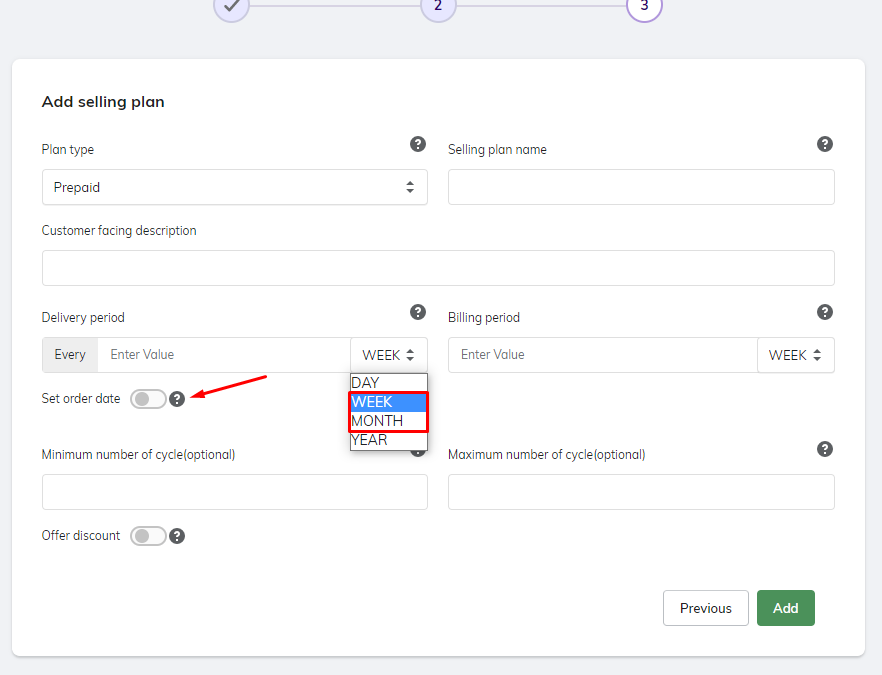 2
3
Add selling plan
Plan type
?
Selling plan name
?
Prepaid
Customer facing description
Delivery period
?
Billing period
?
Every
Enter Value
WEEK
Enter Value
WEEK
DAY
WEEK
MONTH
YEAR
Set order date
?
Minimum number of cycle(optional)
Maximum number of cycle(optional)
?
Offer discount
?
Previous
Add